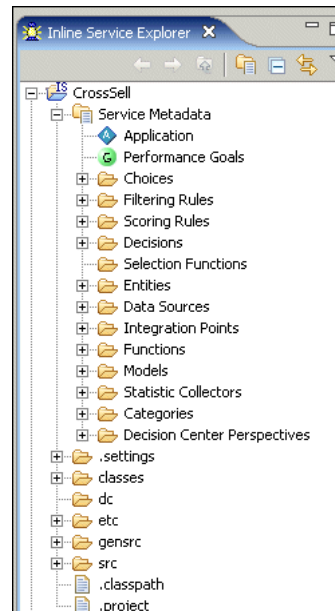 Inline Service Explorer
IS
CrossSell
Service Metadata
A Application
G Performance Goals
Choices
Filtering Rules
Scoring Rules
Decisions
Selection Functions
Entities
Data Sources
Integration Points
Functions
Models
Statistic Collectors
Categories
Decision Center Perspectives
.settings
classes
dc
etc
gensrc
src
.classpath
.project